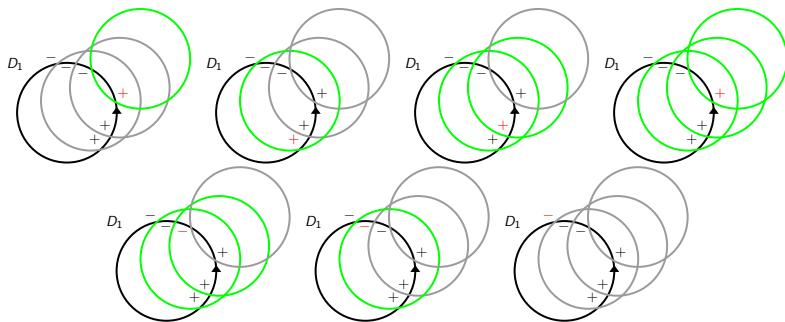 D₁ − − − + + +
D₁ − − − + + +
D₁ − − − + + +
D₁ − − − + + +
D₁ − − − + + +
D₁ − − − + + +
D₁ − − − + + +